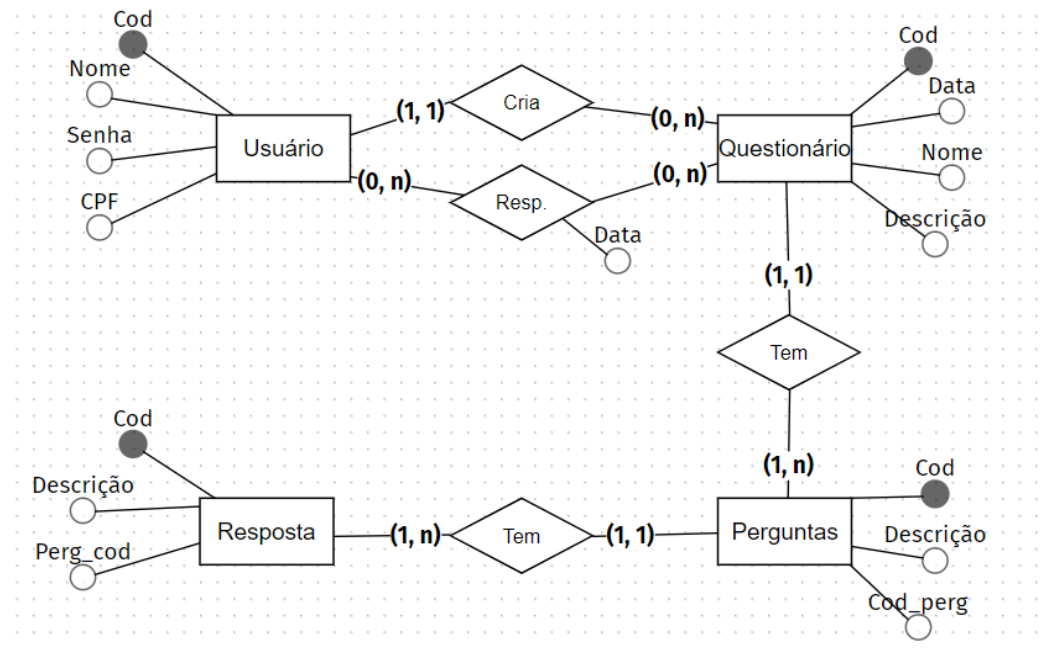 Cod
Nome
Senha
CPF
Usuário
(1, 1)
Cria
(0, n)
(0, n)
Resp.
(0, n)
Data
Questionário
Cod
Data
Nome
Descrição
(1, 1)
Tem
(1, n)
Cod
Descrição
Perg_cod
Resposta
(1, n)
Tem
(1, 1)
Perguntas
Cod
Descrição
Cod_perg